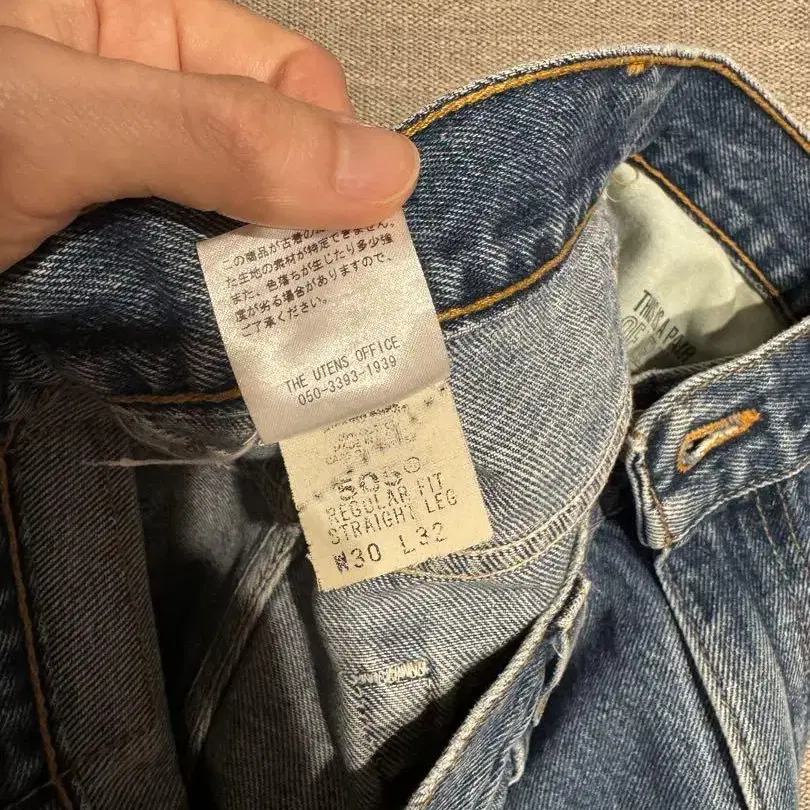 この商品が古着の
た生地の素材が特定できません。
また、色落ちが生じたり多少強
度が劣る場合がありますので、
ご了承ください。
THE UTENS OFFICE
050-3393-1939
505®
REGULAR FIT
STRAIGHT LEG
W30 L32
THIS A PAIR
OF